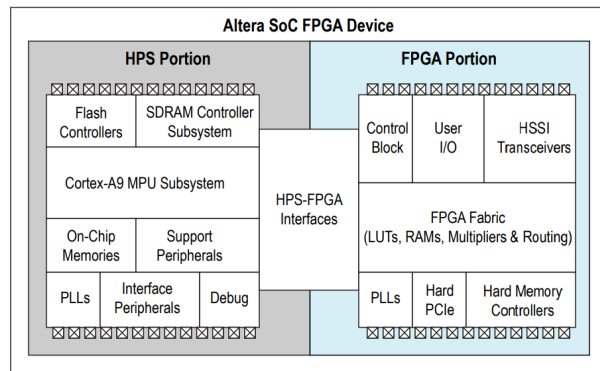 Altera SoC FPGA Device
HPS Portion
FPGA Portion
Flash
Controllers
SDRAM Controller
Subsystem
Cortex-A9 MPU Subsystem
On-Chip
Memories
Support
Peripherals
PLLs
Interface
Peripherals
Debug
HPS-FPGA
Interfaces
Control
Block
User
I/O
HSSI
Transceivers
FPGA Fabric
(LUTs, RAMs, Multipliers & Routing)
PLLs
Hard
PCIe
Hard Memory
Controllers